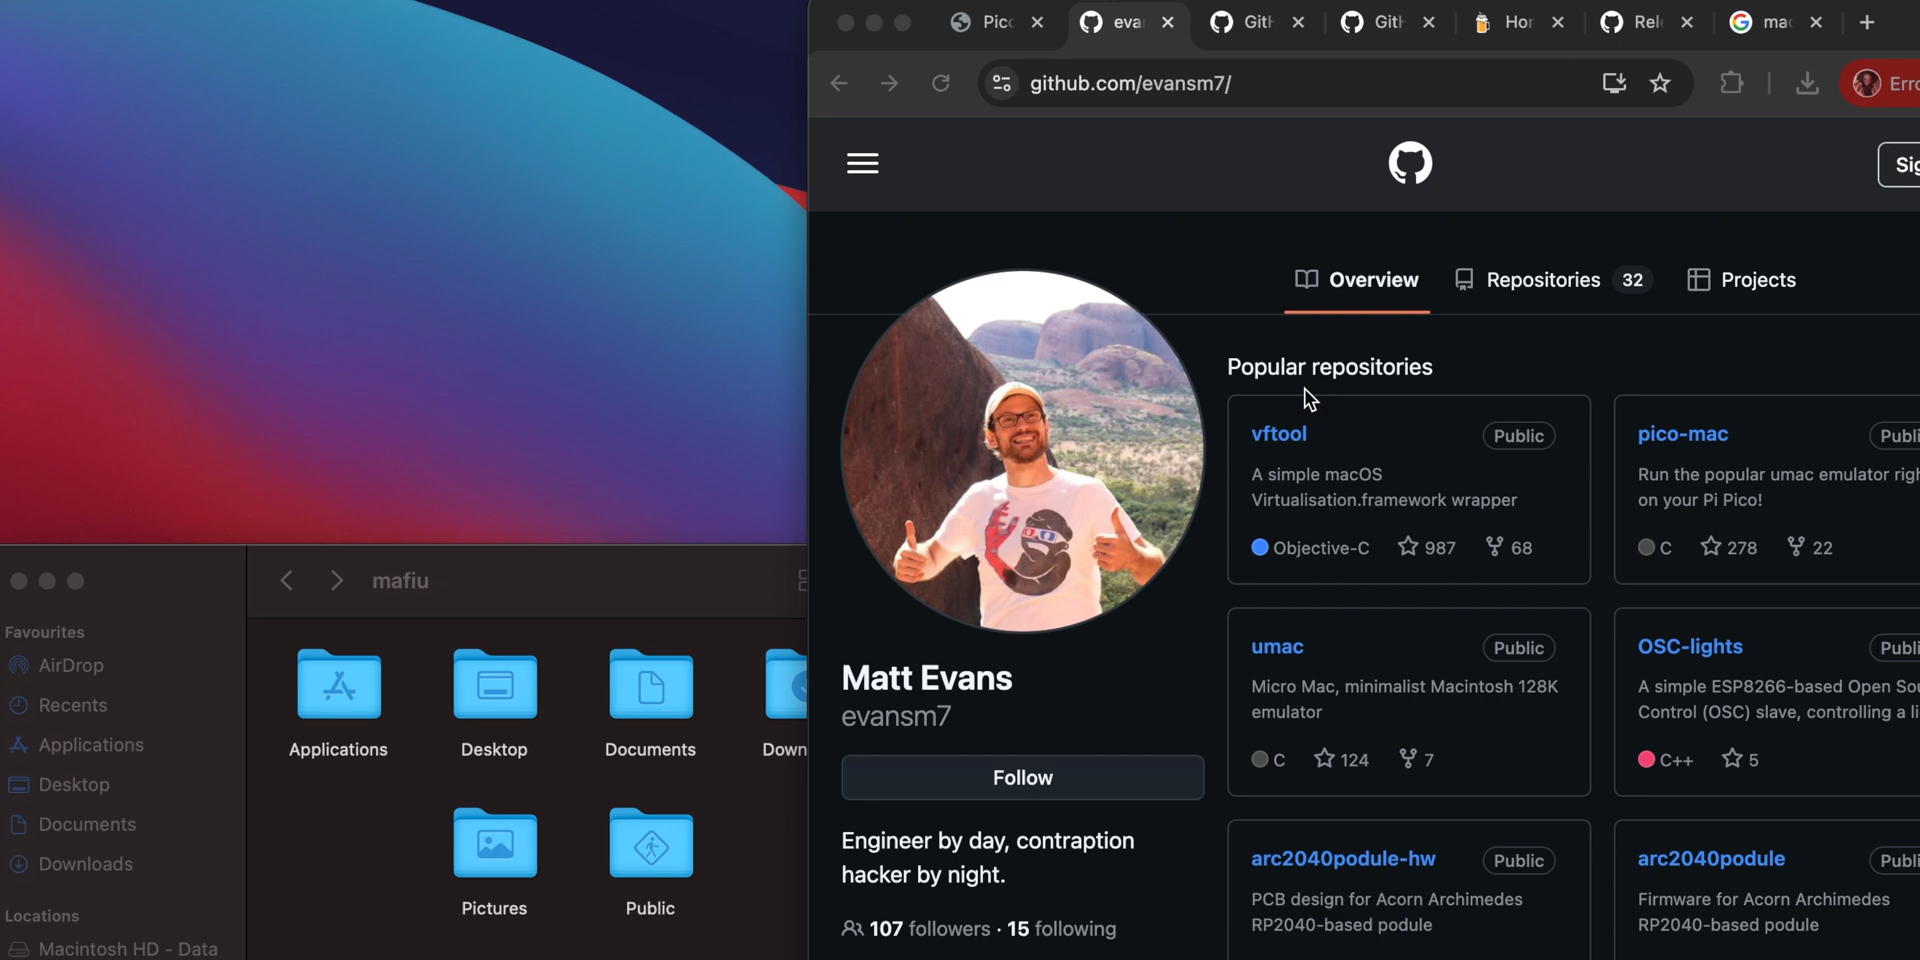 Pic
eva
Git
Git
Hor
Rel
mac
github.com/evansm7/
Erro
Sig
Overview
Repositories 32
Projects
Popular repositories
vftool
Public
A simple macOS
Virtualisation.framework wrapper
Objective-C 987 68
pico-mac
Publi
Run the popular umac emulator righ
on your Pi Pico!
C 278 22
umac
Public
Micro Mac, minimalist Macintosh 128K
emulator
C 124 7
OSC-lights
Publi
A simple ESP8266-based Open Sou
Control (OSC) slave, controlling a li
C++ 5
arc2040podule-hw
Public
PCB design for Acorn Archimedes
RP2040-based podule
arc2040podule
Publi
Firmware for Acorn Archimedes
RP2040-based podule
Matt Evans
evansm7
Follow
Engineer by day, contraption
hacker by night.
107 followers · 15 following
mafiu
Favourites
AirDrop
Recents
Applications
Desktop
Documents
Downloads
Locations
Macintosh HD - Data
Applications
Desktop
Documents
Down
Pictures
Public